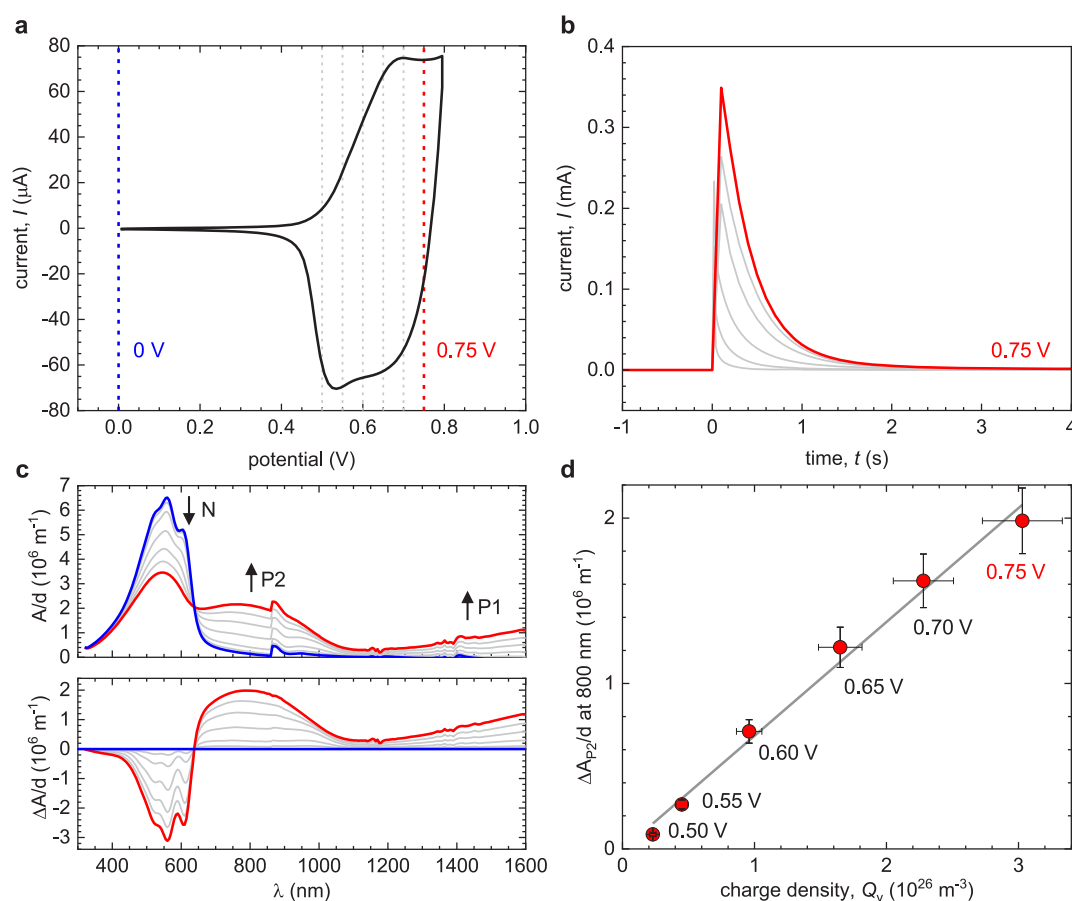 a
80
60
40
20
0
-20
-40
-60
-80
current, I (µA)
0 V
0.75 V
0.0 0.2 0.4 0.6 0.8 1.0
potential (V)
b
0.4
0.3
0.2
0.1
0.0
current, I (mA)
0.75 V
-1 0 1 2 3 4
time, t (s)
c
7
6
5
4
3
2
1
0
A/d (10⁶ m⁻¹)
N
P2
P1
2
1
0
-1
-2
-3
ΔA/d (10⁶ m⁻¹)
400 600 800 1000 1200 1400 1600
λ (nm)
d
2
1
0
ΔA_P2/d at 800 nm (10⁶ m⁻¹)
0.75 V
0.70 V
0.65 V
0.60 V
0.55 V
0.50 V
0 1 2 3
charge density, Qᵥ (10²⁶ m⁻³)